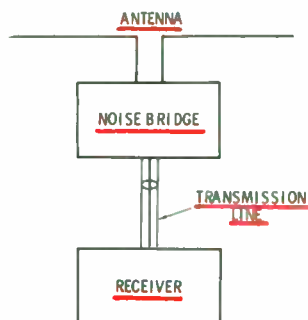 ANTENNA
NOISE BRIDGE
TRANSMISSION
LINE
RECEIVER